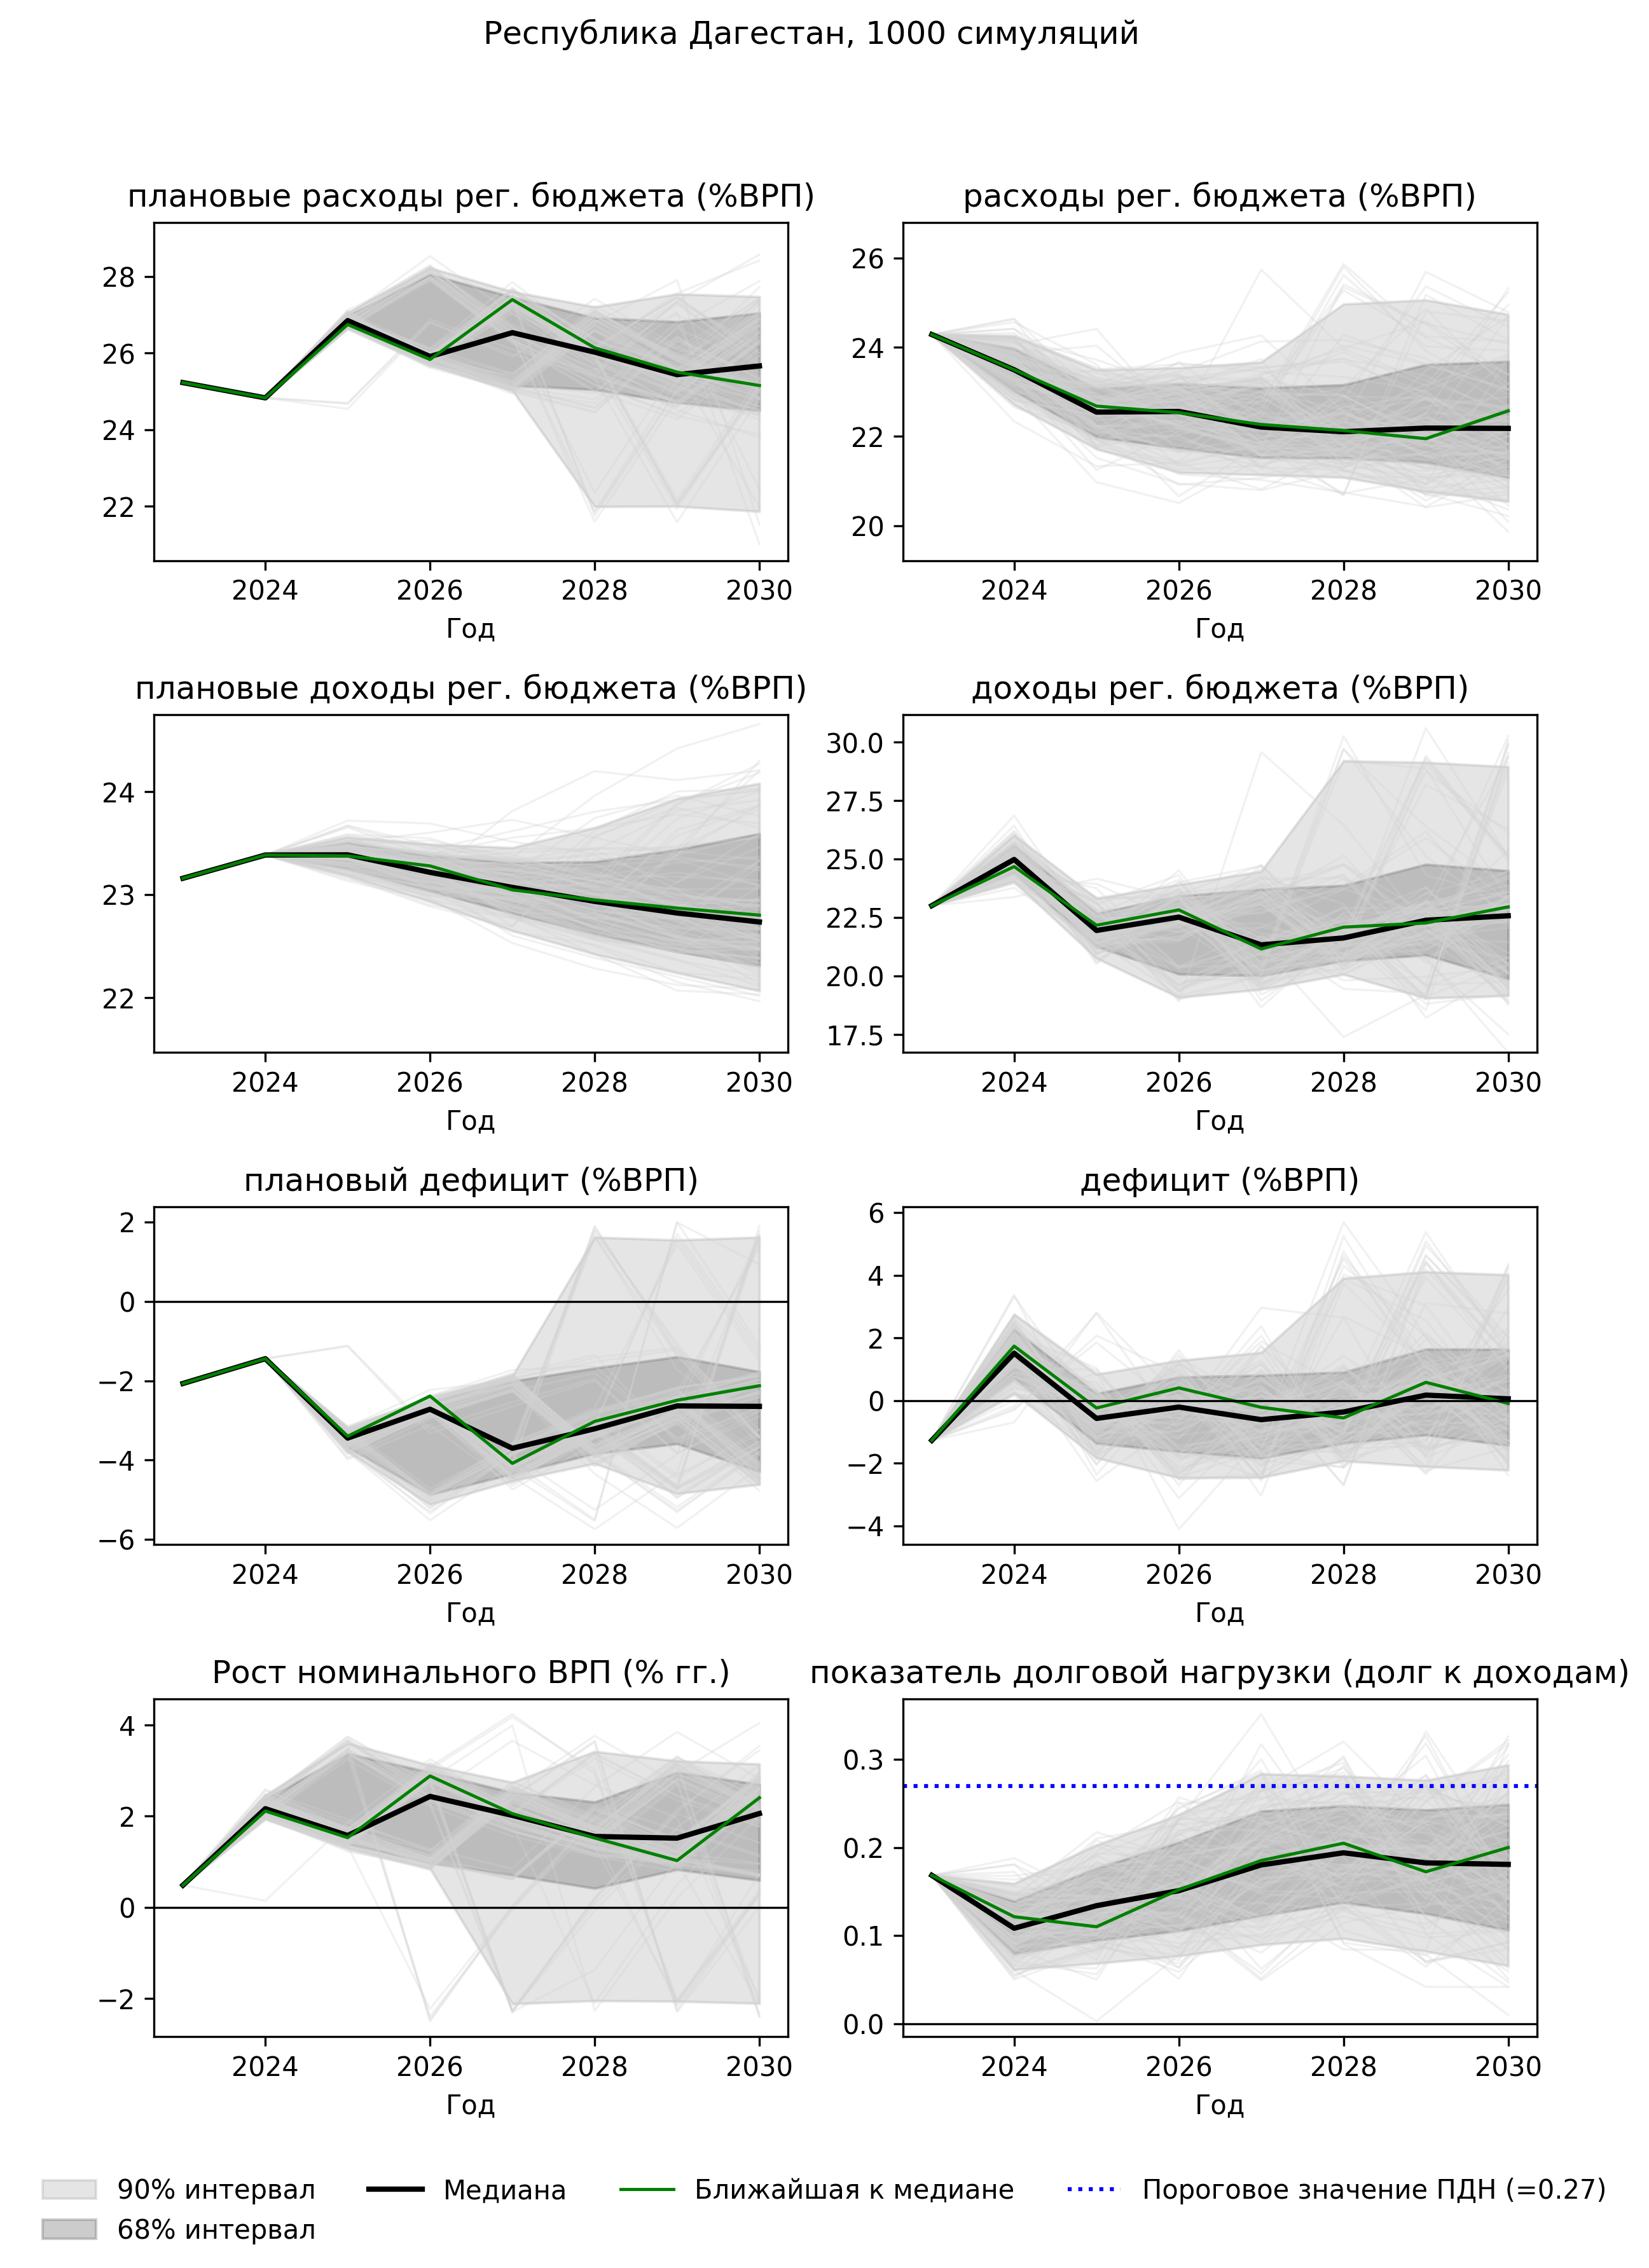 Республика Дагестан, 1000 симуляций
плановые расходы рег. бюджета (%ВРП)
28
26
24
22
2024 2026 2028 2030
Год
расходы рег. бюджета (%ВРП)
26
24
22
20
2024 2026 2028 2030
Год
плановые доходы рег. бюджета (%ВРП)
24
23
22
2024 2026 2028 2030
Год
доходы рег. бюджета (%ВРП)
30.0
27.5
25.0
22.5
20.0
17.5
2024 2026 2028 2030
Год
плановый дефицит (%ВРП)
2
0
−2
−4
−6
2024 2026 2028 2030
Год
дефицит (%ВРП)
6
4
2
0
−2
−4
2024 2026 2028 2030
Год
Рост номинального ВРП (% гг.)
4
2
0
−2
2024 2026 2028 2030
Год
показатель долговой нагрузки (долг к доходам)
0.3
0.2
0.1
0.0
2024 2026 2028 2030
Год
90% интервал
68% интервал
Медиана
Ближайшая к медиане
Пороговое значение ПДН (=0.27)